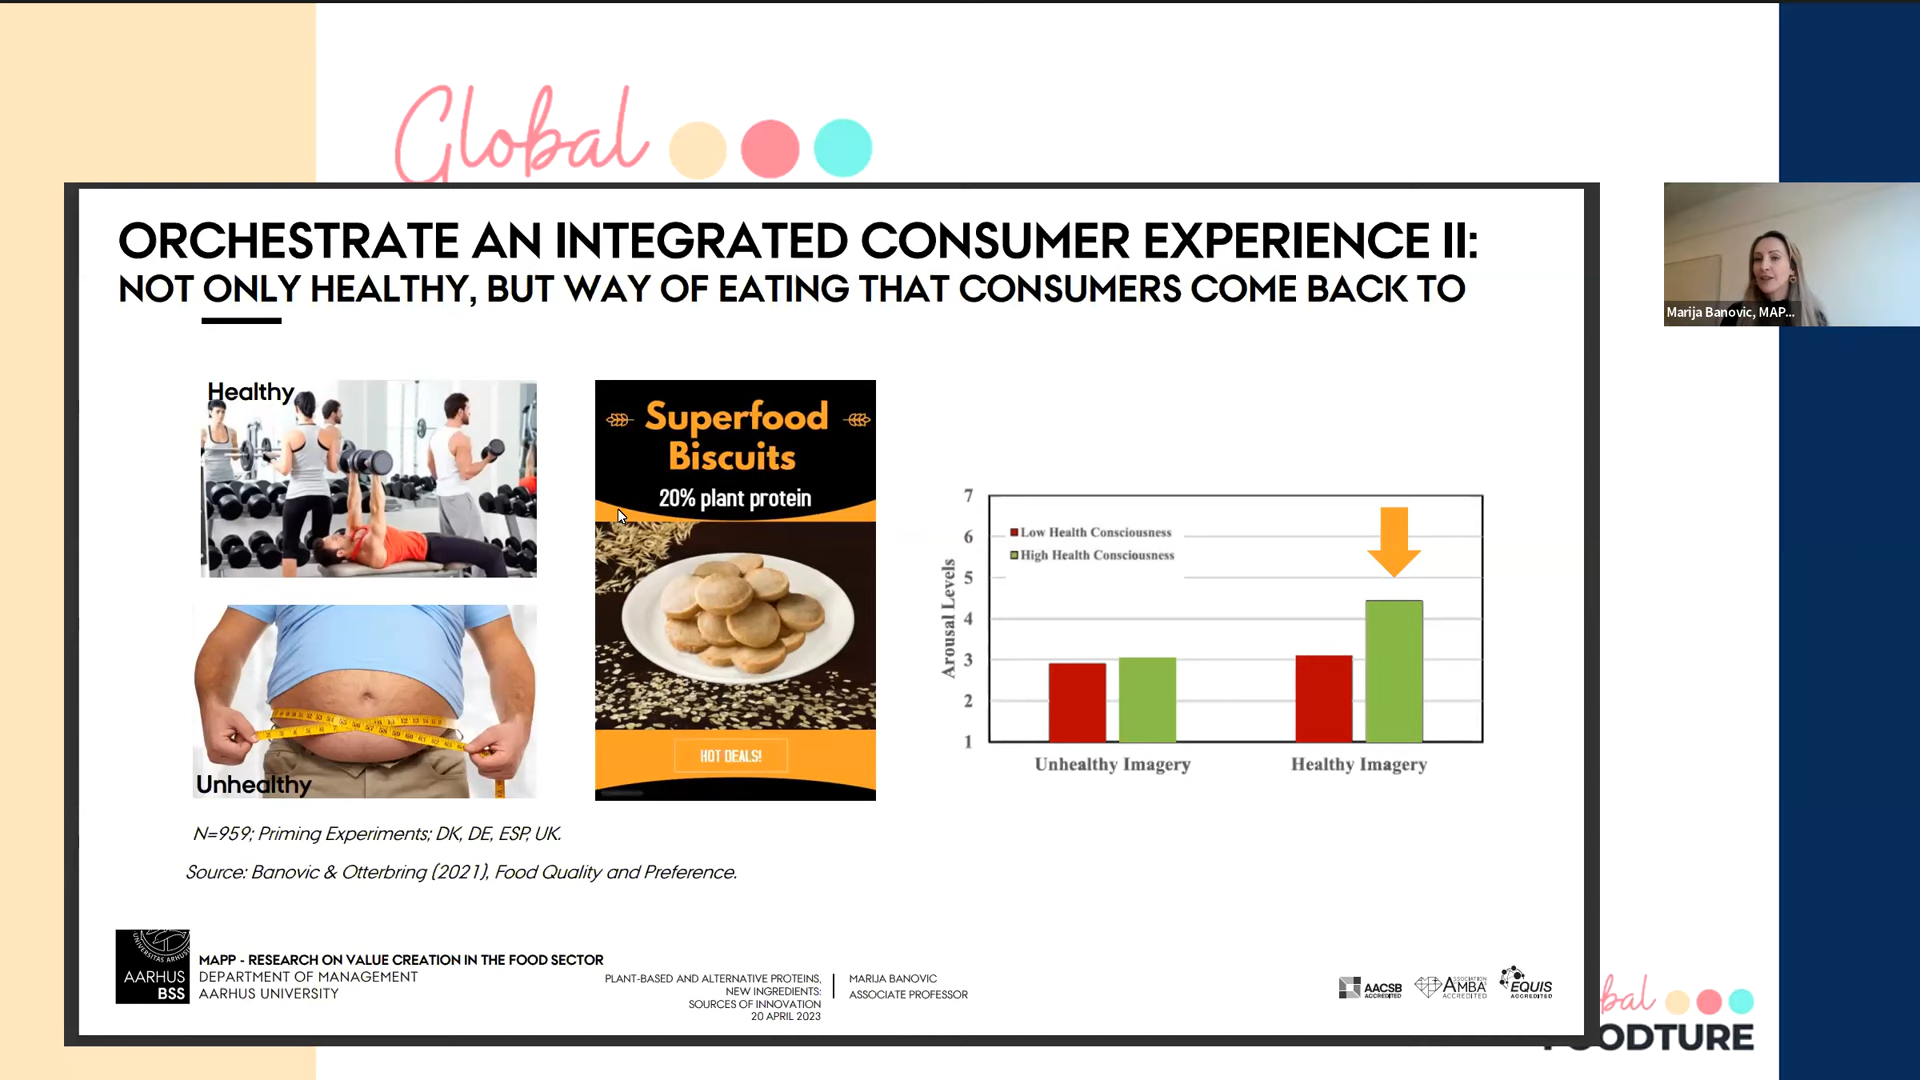 Global
ORCHESTRATE AN INTEGRATED CONSUMER EXPERIENCE II:
NOT ONLY HEALTHY, BUT WAY OF EATING THAT CONSUMERS COME BACK TO
Healthy
Unhealthy
Superfood
Biscuits
20% plant protein
HOT DEALS!
Arousal Levels
7
6
5
4
3
2
1
Low Health Consciousness
High Health Consciousness
Unhealthy Imagery
Healthy Imagery
Marija Banovic, MAP...
N=959; Priming Experiments; DK, DE, ESP, UK.
Source: Banovic & Otterbring (2021), Food Quality and Preference.
AARHUS
BSS
MAPP - RESEARCH ON VALUE CREATION IN THE FOOD SECTOR
DEPARTMENT OF MANAGEMENT
AARHUS UNIVERSITY
PLANT-BASED AND ALTERNATIVE PROTEINS,
NEW INGREDIENTS:
SOURCES OF INNOVATION
20 APRIL 2023
MARIJA BANOVIC
ASSOCIATE PROFESSOR
AACSB
ACCREDITED
ASSOCIATION
AMBA
ACCREDITED
EQUIS
ACCREDITED
bal
OODTURE